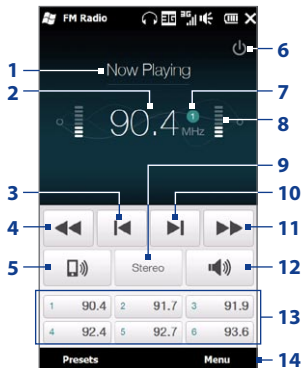 FM Radio 3G 3G
6
1 Now Playing
2 7
90.4 1 MHz 8
9
3 10
4 11
5 Stereo 12
1 90.4 2 91.7 3 91.9
13
4 92.4 5 92.7 6 93.6
Presets Menu 14